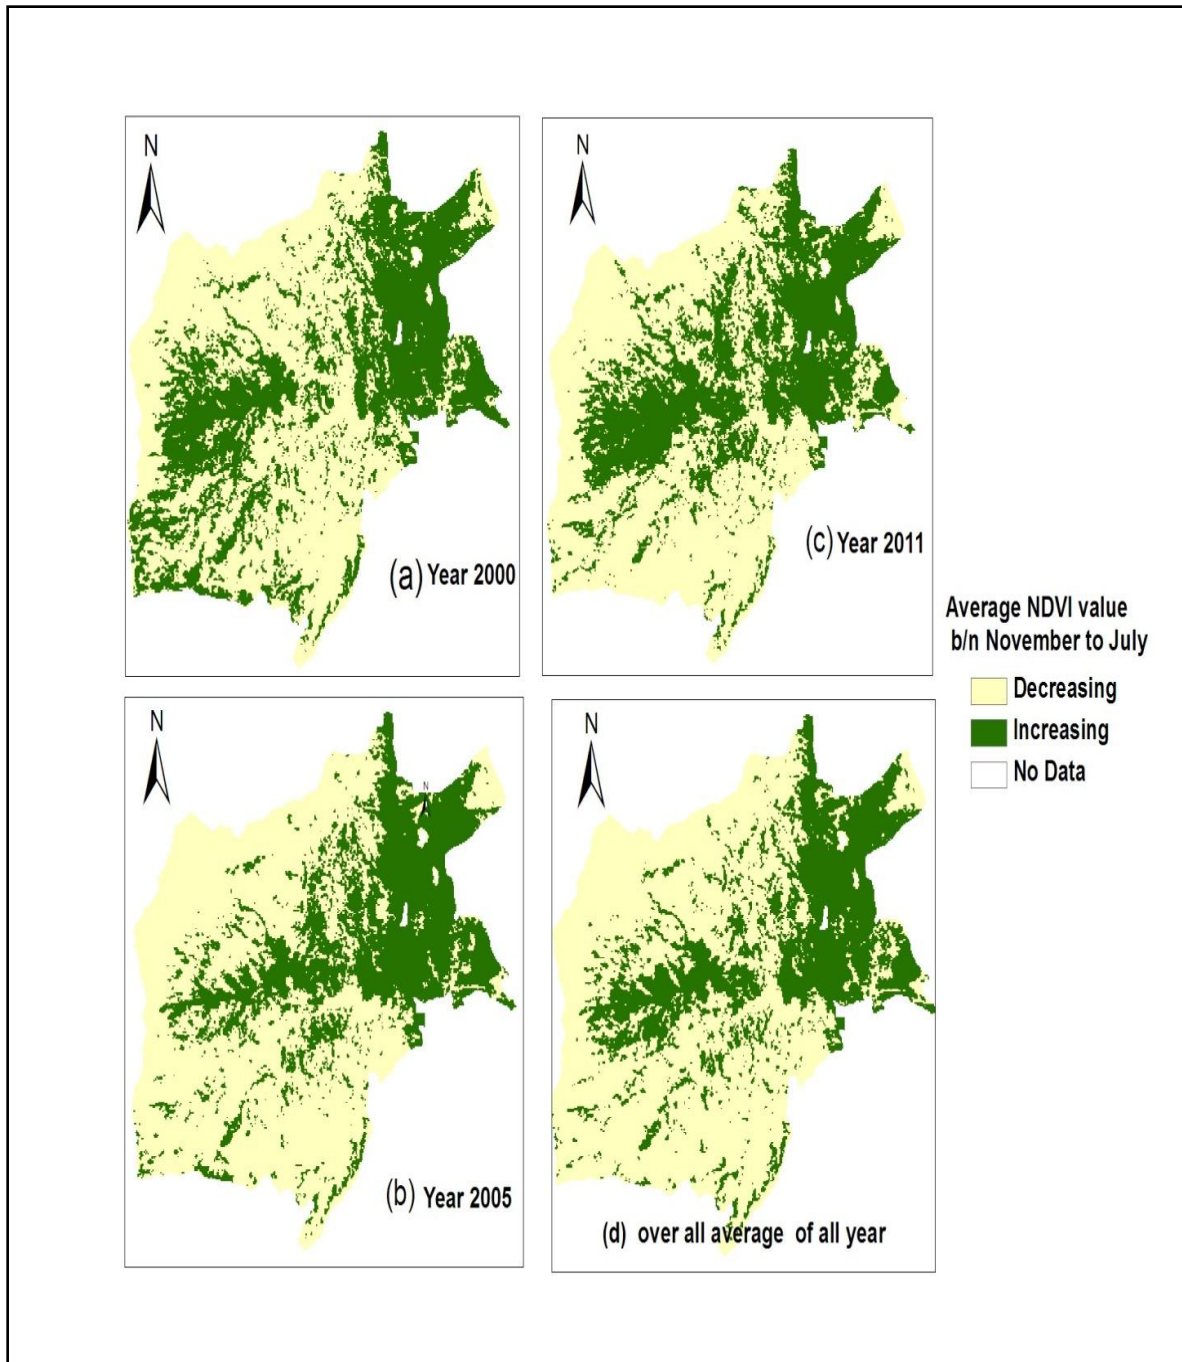 N
N
(a) Year 2000
(c) Year 2011
Average NDVI value
b/n November to July
Decreasing
Increasing
No Data
N
N
N
(b) Year 2005
(d) over all average of all year